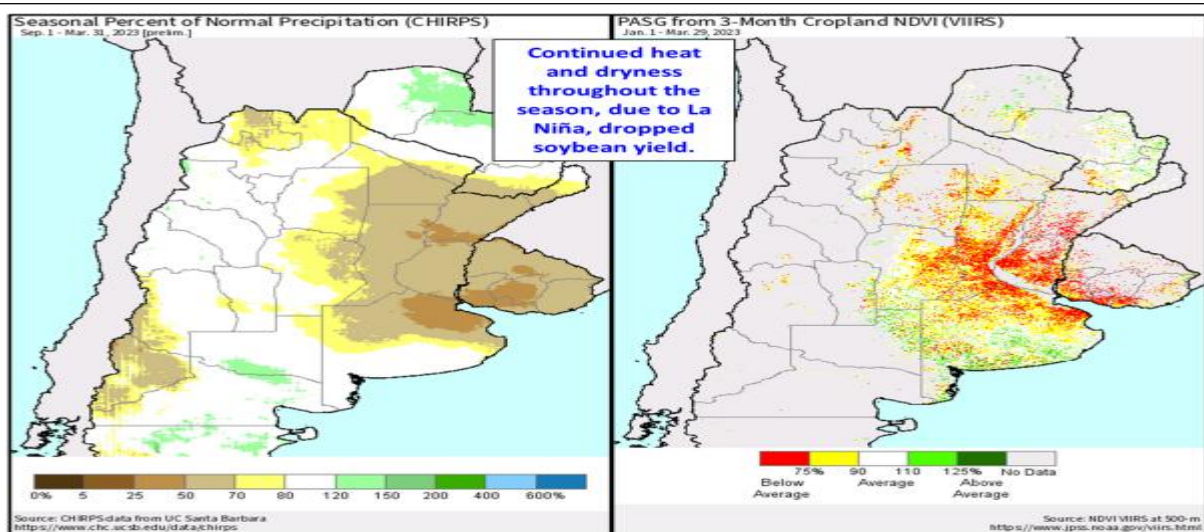 Seasonal Percent of Normal Precipitation (CHIRPS)
Sep. 1 - Mar. 31, 2023 [prelim.]
PASG from 3-Month Cropland NDVI (VIIRS)
Jan. 1 - Mar. 29, 2023
Continued heat
and dryness
throughout the
season, due to La
Niña, dropped
soybean yield.
0% 5 25 50 70 80 120 150 200 400 600%
Source: CHIRPS data from UC Santa Barbara
https://www.chc.ucsb.edu/data/chirps
75% 90 110 125% No Data
Below Average Average Above Average
Source: NDVI VIIRS at 500-m
https://www.jpss.noaa.gov/viirs.html